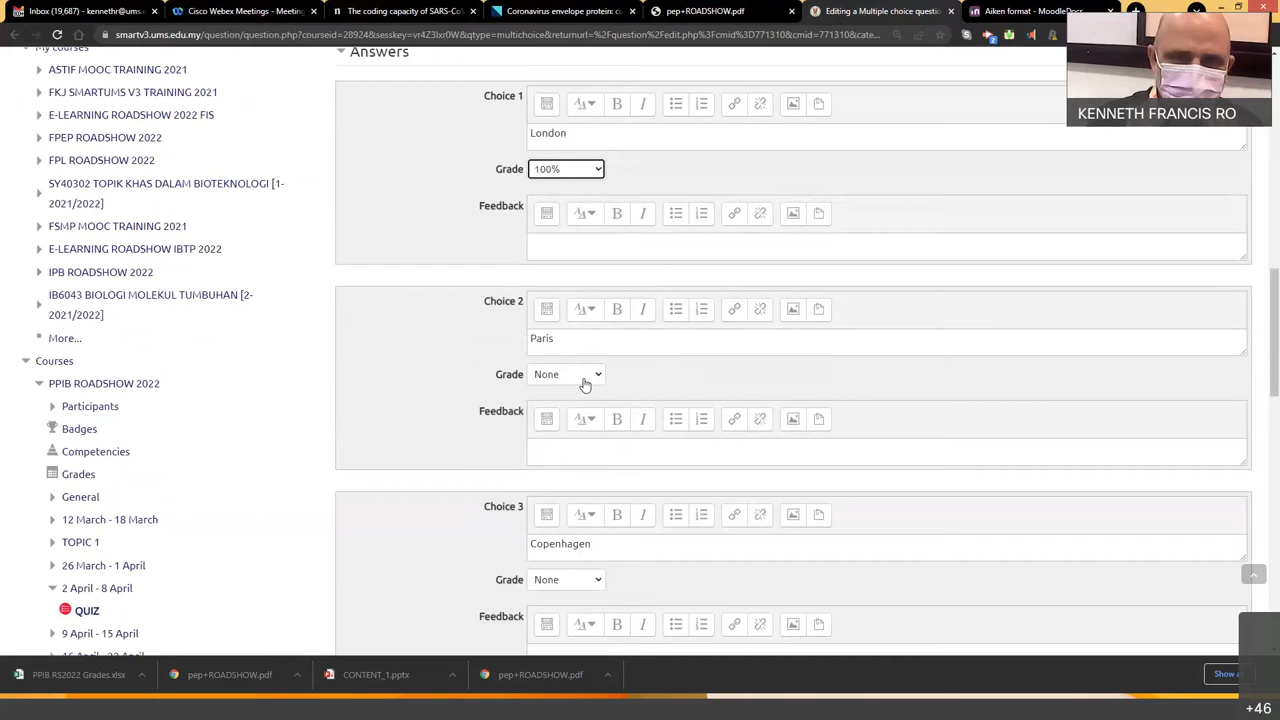 Inbox (19,687) - kennethr@ums.e
Cisco Webex Meetings - Meeting
The coding capacity of SARS-CoV
Coronavirus envelope protein: cu
pep+ROADSHOW.pdf
Editing a Multiple choice questio
Aiken format - MoodleDocs
smartv3.ums.edu.my/question/question.php?courseid=28924&sesskey=vr4Z3lxr0W&qtype=multichoice&returnurl=%2Fquestion%2Fedit.php%3Fcmid%3D771310&cmid=771310&cate...
My courses
ASTIF MOOC TRAINING 2021
FKJ SMARTUMS V3 TRAINING 2021
E-LEARNING ROADSHOW 2022 FIS
FPEP ROADSHOW 2022
FPL ROADSHOW 2022
SY40302 TOPIK KHAS DALAM BIOTEKNOLOGI [1-
2021/2022]
FSMP MOOC TRAINING 2021
E-LEARNING ROADSHOW IBTP 2022
IPB ROADSHOW 2022
IB6043 BIOLOGI MOLEKUL TUMBUHAN [2-
2021/2022]
More...
Courses
PPIB ROADSHOW 2022
Participants
Badges
Competencies
Grades
General
12 March - 18 March
TOPIC 1
26 March - 1 April
2 April - 8 April
QUIZ
9 April - 15 April
Answers
Choice 1
London
Grade
100%
Feedback
Choice 2
Paris
Grade
None
Feedback
Choice 3
Copenhagen
Grade
None
Feedback
KENNETH FRANCIS RO
PPIB RS2022 Grades.xlsx
pep+ROADSHOW.pdf
CONTENT_1.pptx
pep+ROADSHOW.pdf
Show a
+46